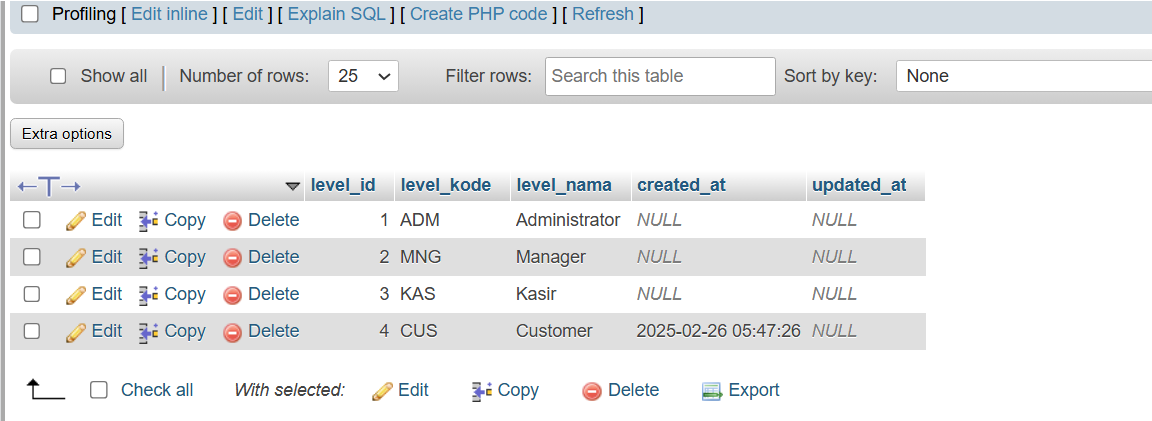 Profiling [ Edit inline ] [ Edit ] [ Explain SQL ] [ Create PHP code ] [ Refresh ]
Show all Number of rows: 25 Filter rows: Search this table Sort by key: None
Extra options
level_id level_kode level_nama created_at updated_at
Edit Copy Delete 1 ADM Administrator NULL NULL
Edit Copy Delete 2 MNG Manager NULL NULL
Edit Copy Delete 3 KAS Kasir NULL NULL
Edit Copy Delete 4 CUS Customer 2025-02-26 05:47:26 NULL
Check all With selected: Edit Copy Delete Export